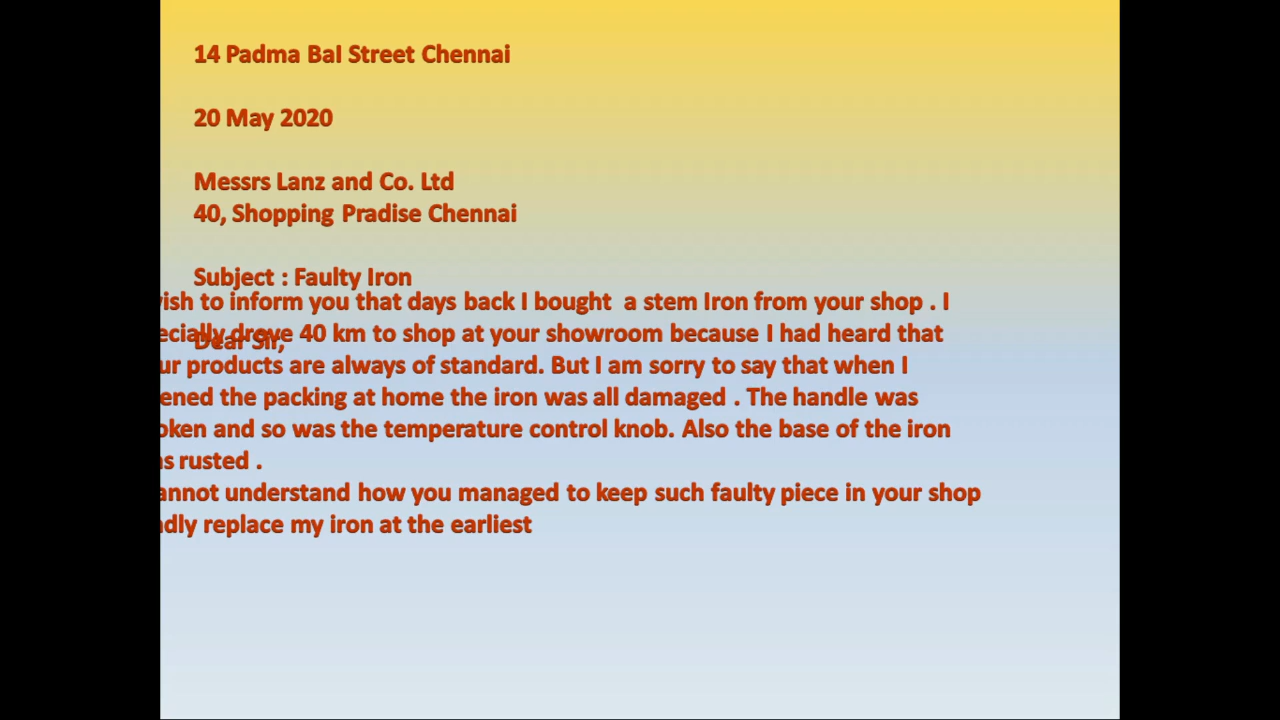 14 Padma Bal Street Chennai
20 May 2020
Messrs Lanz and Co. Ltd
40, Shopping Pradise Chennai
Subject : Faulty Iron
ish to inform you that days back I bought a stem Iron from your shop . I
Dear Sir,
ecially drove 40 km to shop at your showroom because I had heard that
ur products are always of standard. But I am sorry to say that when I
ened the packing at home the iron was all damaged . The handle was
oken and so was the temperature control knob. Also the base of the iron
s rusted .
annot understand how you managed to keep such faulty piece in your shop
dly replace my iron at the earliest